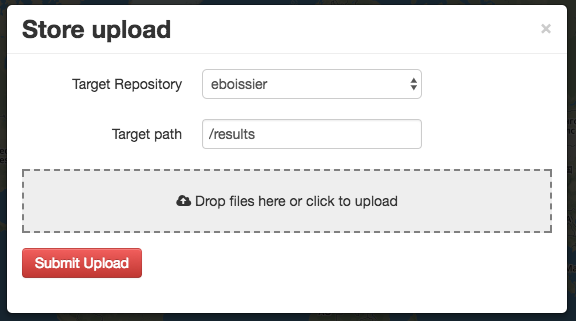 Store upload
×
Target Repository
eboissier
Target path
/results
Drop files here or click to upload
Submit Upload